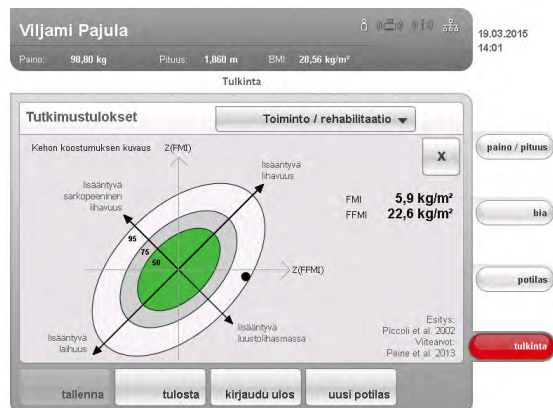 Viljami Pajula
19.03.2015
14:01
Paino: 98,80 kg Pituus: 1,860 m BMI: 28,56 kg/m²
Tulkinta
Tutkimustulokset
Toiminto / rehabilitaatio
Kehon koostumuksen kuvaus
Z(FMI)
X
lisääntyvä
lihavuus
lisääntyvä
sarkopeeninen
lihavuus
FMI 5,9 kg/m²
FFMI 22,6 kg/m²
95
75
50
Z(FFMI)
lisääntyvä
laihuus
lisääntyvä
luustolihasmassa
Esitys:
Piccoli et al. 2002
Viitearvot:
Peine et al. 2013
paino / pituus
bia
potilas
tulkinta
tallenna
tulosta
kirjaudu ulos
uusi potilas